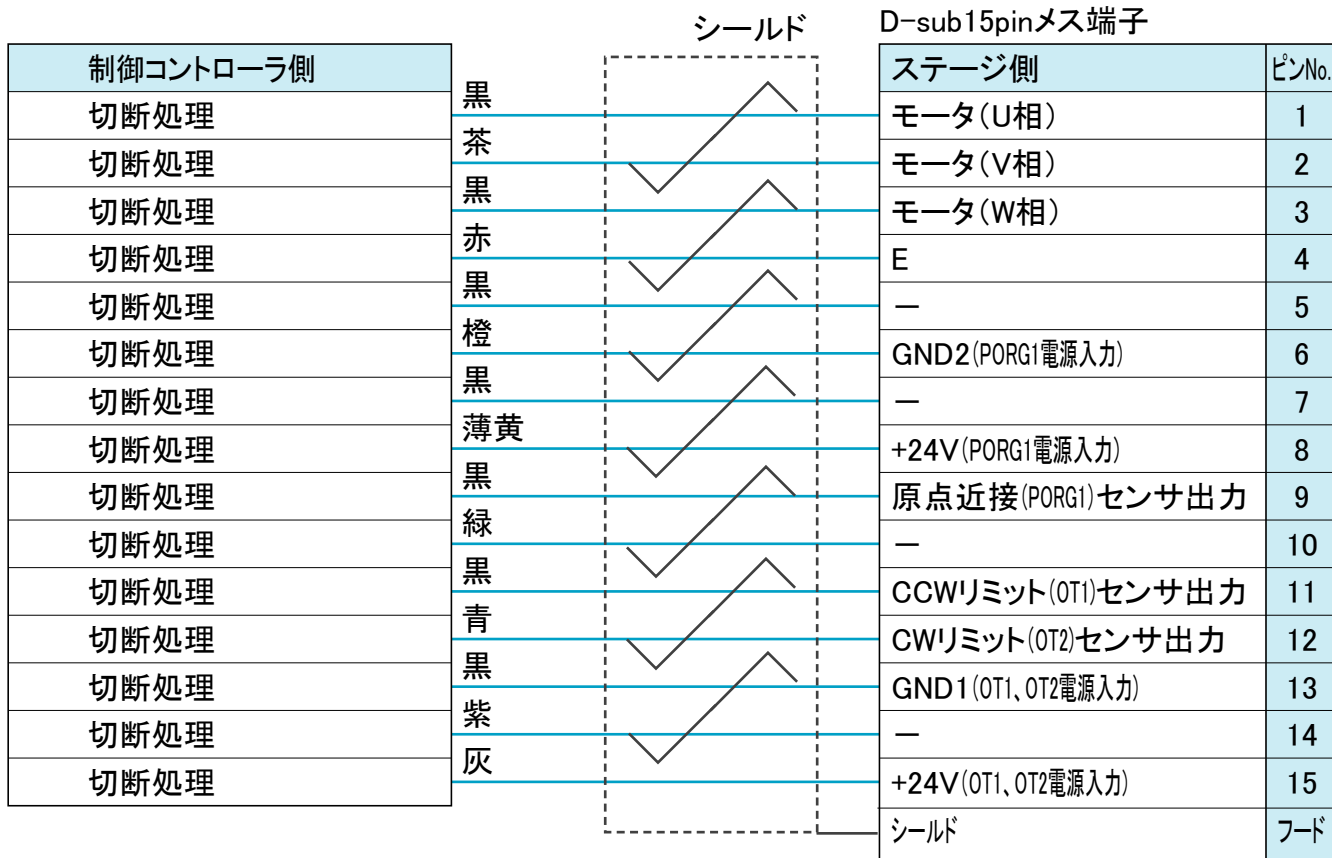 シールド D-sub15pinメス端子
制御コントローラ側 ステージ側 ピンNo.
切断処理 黒 モータ(U相) 1
切断処理 茶 モータ(V相) 2
切断処理 黒 モータ(W相) 3
切断処理 赤 E 4
切断処理 黒 — 5
切断処理 橙 GND2(PORG1電源入力) 6
切断処理 黒 — 7
切断処理 薄黄 +24V(PORG1電源入力) 8
切断処理 黒 原点近接(PORG1)センサ出力 9
切断処理 緑 — 10
切断処理 黒 CCWリミット(OT1)センサ出力 11
切断処理 青 CWリミット(OT2)センサ出力 12
切断処理 黒 GND1(OT1、OT2電源入力) 13
切断処理 紫 — 14
切断処理 灰 +24V(OT1、OT2電源入力) 15
シールド フード